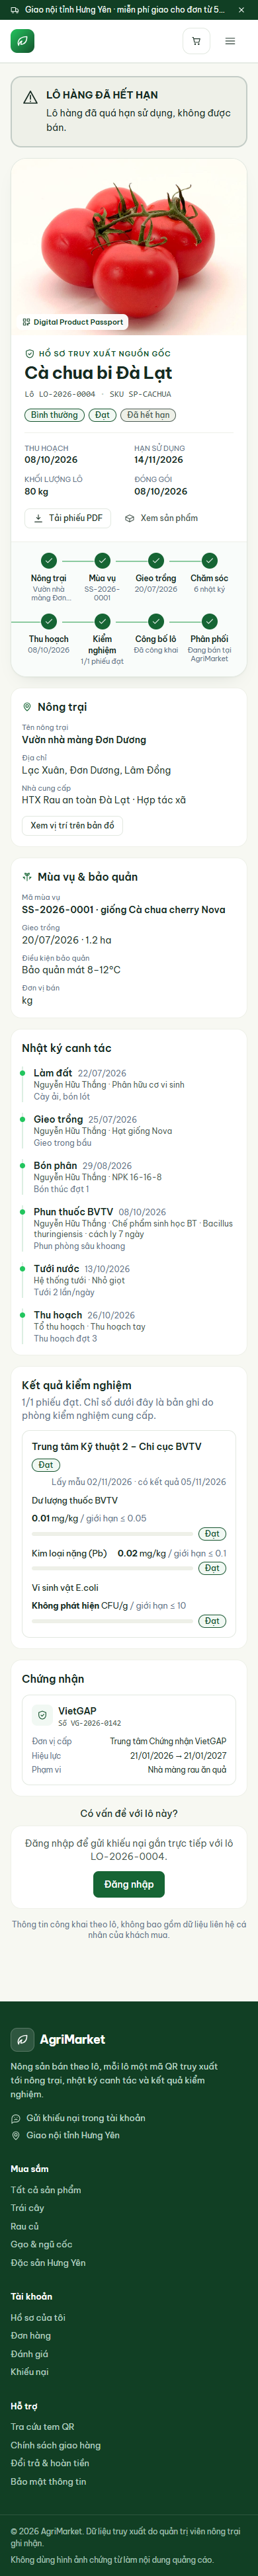 Giao nội tỉnh Hưng Yên · miễn phí giao cho đơn từ 5...
LÔ HÀNG ĐÃ HẾT HẠN
Lô hàng đã quá hạn sử dụng, không được
bán.
Digital Product Passport
HỒ SƠ TRUY XUẤT NGUỒN GỐC
Cà chua bi Đà Lạt
Lô LO-2026-0004 · SKU SP-CACHUA
Bình thường Đạt Đã hết hạn
THU HOẠCH HẠN SỬ DỤNG
08/10/2026 14/11/2026
KHỐI LƯỢNG LÔ ĐÓNG GÓI
80 kg 08/10/2026
Tải phiếu PDF Xem sản phẩm
Nông trại Mùa vụ Gieo trồng Chăm sóc
Vườn nhà SS-2026- 20/07/2026 6 nhật ký
màng Đơn... 0001
Thu hoạch Kiểm Công bố lô Phân phối
08/10/2026 nghiệm Đã công khai Đang bán tại
1/1 phiếu đạt AgriMarket
Nông trại
Tên nông trại
Vườn nhà màng Đơn Dương
Địa chỉ
Lạc Xuân, Đơn Dương, Lâm Đồng
Nhà cung cấp
HTX Rau an toàn Đà Lạt · Hợp tác xã
Xem vị trí trên bản đồ
Mùa vụ & bảo quản
Mã mùa vụ
SS-2026-0001 · giống Cà chua cherry Nova
Gieo trồng
20/07/2026 · 1.2 ha
Điều kiện bảo quản
Bảo quản mát 8–12°C
Đơn vị bán
kg
Nhật ký canh tác
Làm đất 22/07/2026
Nguyễn Hữu Thắng · Phân hữu cơ vi sinh
Cày ải, bón lót
Gieo trồng 25/07/2026
Nguyễn Hữu Thắng · Hạt giống Nova
Gieo trong bầu
Bón phân 29/08/2026
Nguyễn Hữu Thắng · NPK 16-16-8
Bón thúc đợt 1
Phun thuốc BVTV 08/10/2026
Nguyễn Hữu Thắng · Chế phẩm sinh học BT · Bacillus
thuringiensis · cách ly 7 ngày
Phun phòng sâu khoang
Tưới nước 13/10/2026
Hệ thống tưới · Nhỏ giọt
Tưới 2 lần/ngày
Thu hoạch 26/10/2026
Tổ thu hoạch · Thu hoạch tay
Thu hoạch đợt 3
Kết quả kiểm nghiệm
1/1 phiếu đạt. Chỉ số dưới đây là bản ghi do
phòng kiểm nghiệm cung cấp.
Trung tâm Kỹ thuật 2 – Chi cục BVTV
Đạt
Lấy mẫu 02/11/2026 · có kết quả 05/11/2026
Dư lượng thuốc BVTV
0.01 mg/kg / giới hạn ≤ 0.05
Đạt
Kim loại nặng (Pb) 0.02 mg/kg / giới hạn ≤ 0.1
Đạt
Vi sinh vật E.coli
Không phát hiện CFU/g / giới hạn ≤ 10
Đạt
Chứng nhận
VietGAP
Số VG-2026-0142
Đơn vị cấp Trung tâm Chứng nhận VietGAP
Hiệu lực 21/01/2026 → 21/01/2027
Phạm vi Nhà màng rau ăn quả
Có vấn đề với lô này?
Đăng nhập để gửi khiếu nại gắn trực tiếp với lô
LO-2026-0004.
Đăng nhập
Thông tin công khai theo lô, không bao gồm dữ liệu liên hệ cá
nhân của khách mua.
AgriMarket
Nông sản bán theo lô, mỗi lô một mã QR truy xuất
tới nông trại, nhật ký canh tác và kết quả kiểm
nghiệm.
Gửi khiếu nại trong tài khoản
Giao nội tỉnh Hưng Yên
Mua sắm
Tất cả sản phẩm
Trái cây
Rau củ
Gạo & ngũ cốc
Đặc sản Hưng Yên
Tài khoản
Hồ sơ của tôi
Đơn hàng
Đánh giá
Khiếu nại
Hỗ trợ
Tra cứu tem QR
Chính sách giao hàng
Đổi trả & hoàn tiền
Bảo mật thông tin
© 2026 AgriMarket. Dữ liệu truy xuất do quản trị viên nông trại
ghi nhận.
Không dùng hình ảnh chứng từ làm nội dung quảng cáo.